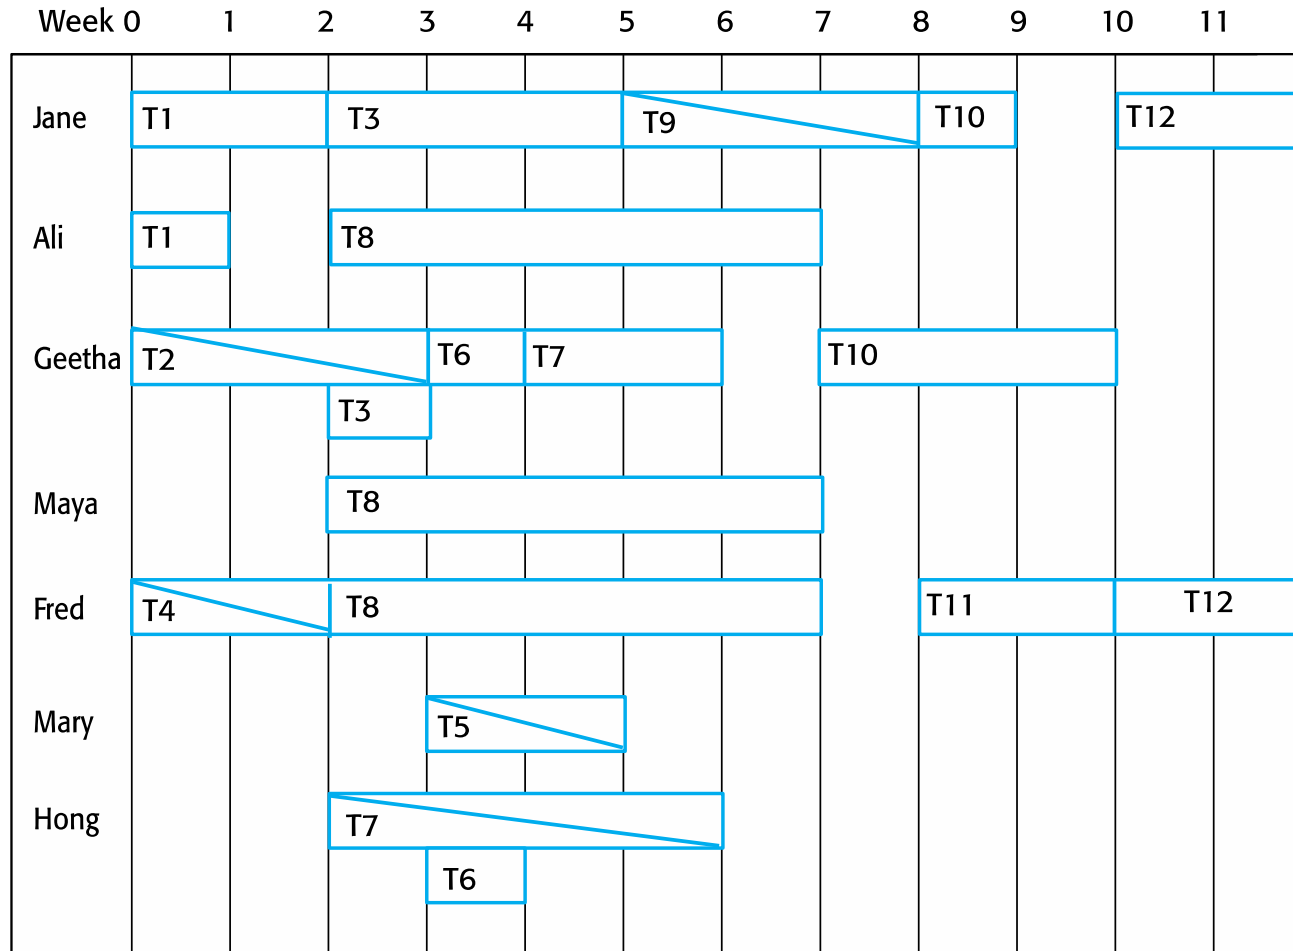 Week 0 1 2 3 4 5 6 7 8 9 10 11
Jane T1 T3 T9 T10 T12
Ali T1 T8
Geetha T2 T6 T7 T10
T3
Maya T8
Fred T4 T8 T11 T12
Mary T5
Hong T7
T6